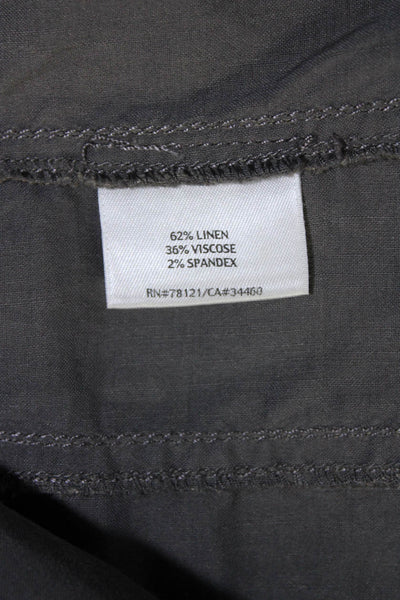 62% LINEN
36% VISCOSE
2% SPANDEX
RN#78121/CA#34460